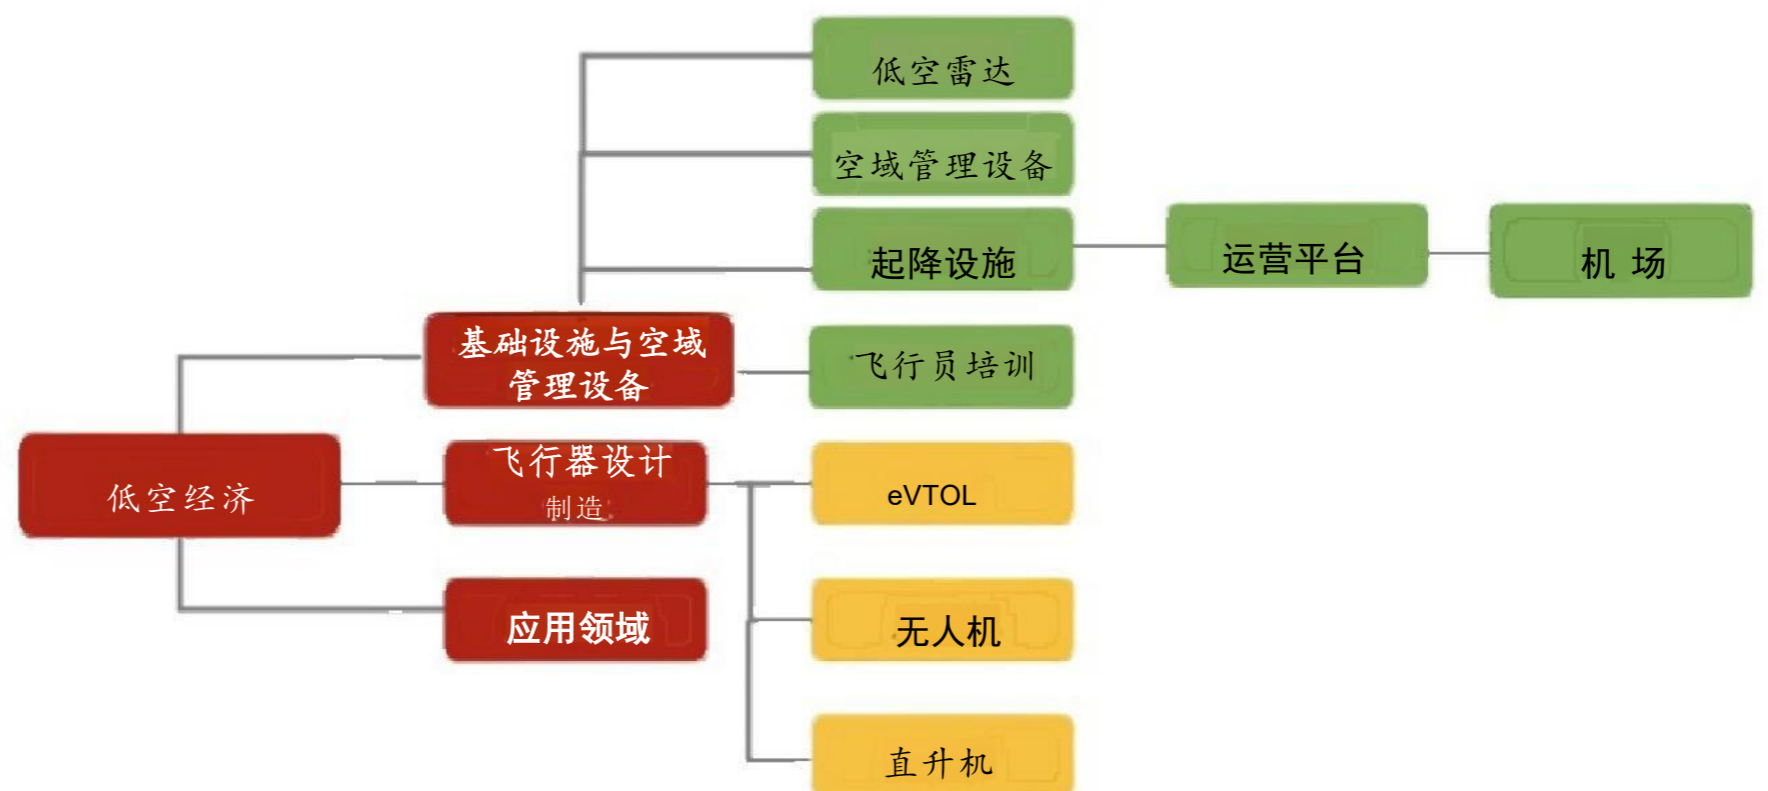 低空雷达
空域管理设备
起降设施
运营平台
机 场
基础设施与空域
管理设备
飞行员培训
低空经济
飞行器设计
制造
eVTOL
应用领域
无人机
直升机